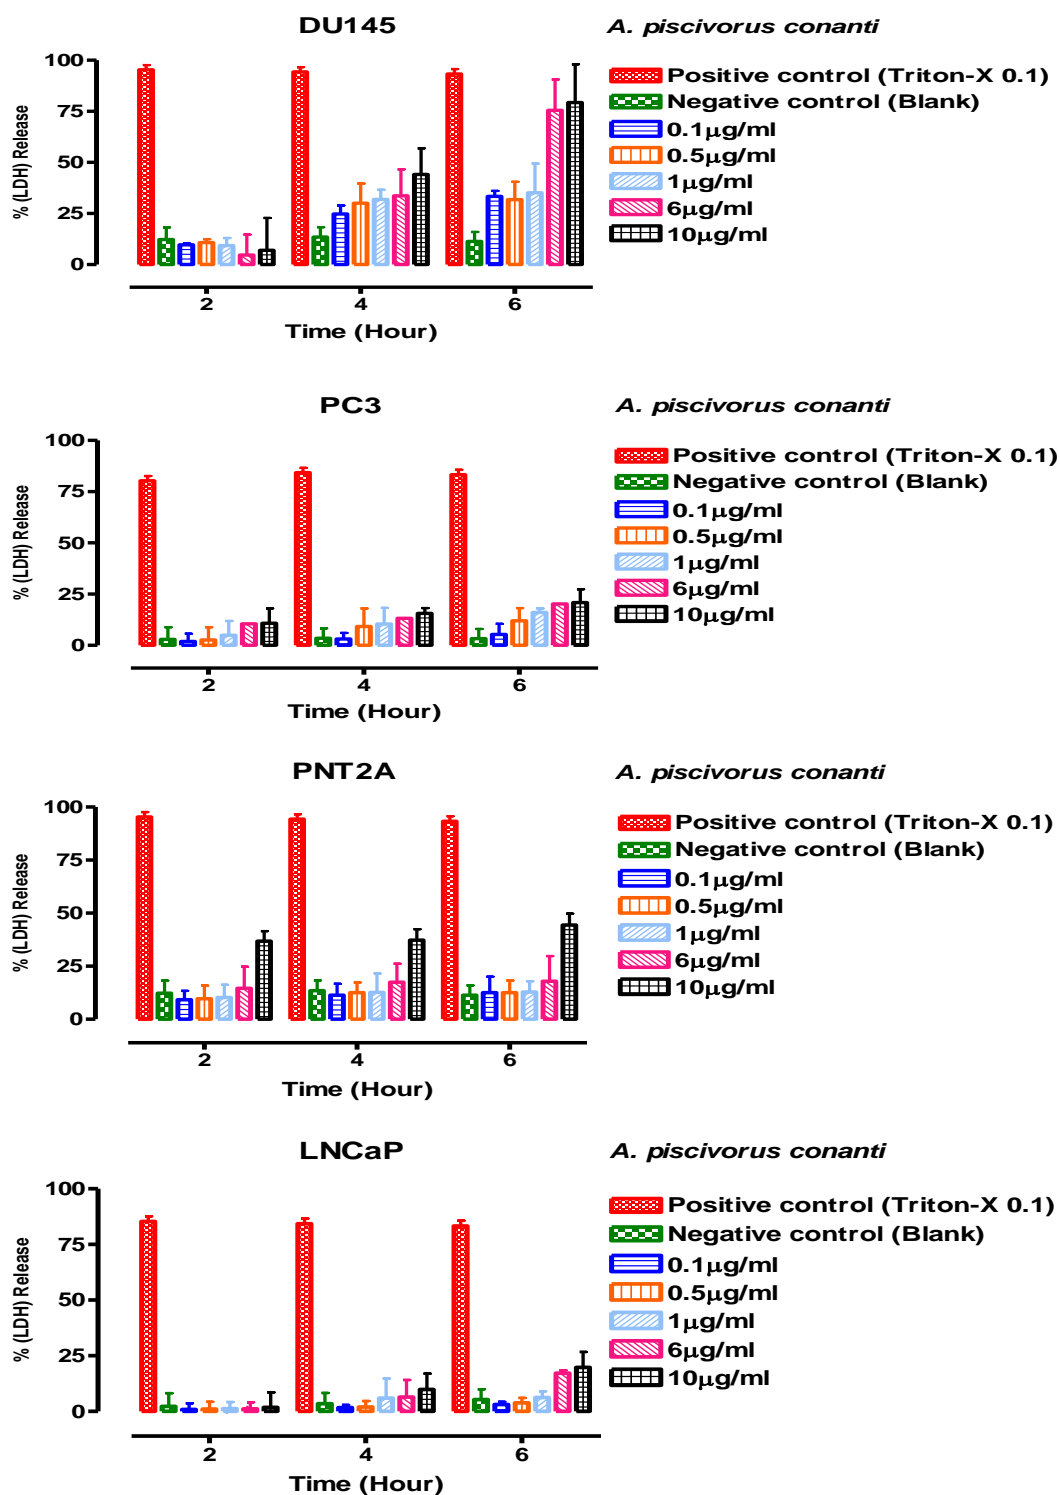 DU145
A. piscivorus conanti
% (LDH) Release
100
75
50
25
0
2
4
6
Time (Hour)
Positive control (Triton-X 0.1)
Negative control (Blank)
0.1µg/ml
0.5µg/ml
1µg/ml
6µg/ml
10µg/ml
PC3
A. piscivorus conanti
% (LDH) Release
100
75
50
25
0
2
4
6
Time (Hour)
Positive control (Triton-X 0.1)
Negative control (Blank)
0.1µg/ml
0.5µg/ml
1µg/ml
6µg/ml
10µg/ml
PNT2A
A. piscivorus conanti
% (LDH) Release
100
75
50
25
0
2
4
6
Time (Hour)
Positive control (Triton-X 0.1)
Negative control (Blank)
0.1µg/ml
0.5µg/ml
1µg/ml
6µg/ml
10µg/ml
LNCaP
A. piscivorus conanti
% (LDH) Release
100
75
50
25
0
2
4
6
Time (Hour)
Positive control (Triton-X 0.1)
Negative control (Blank)
0.1µg/ml
0.5µg/ml
1µg/ml
6µg/ml
10µg/ml